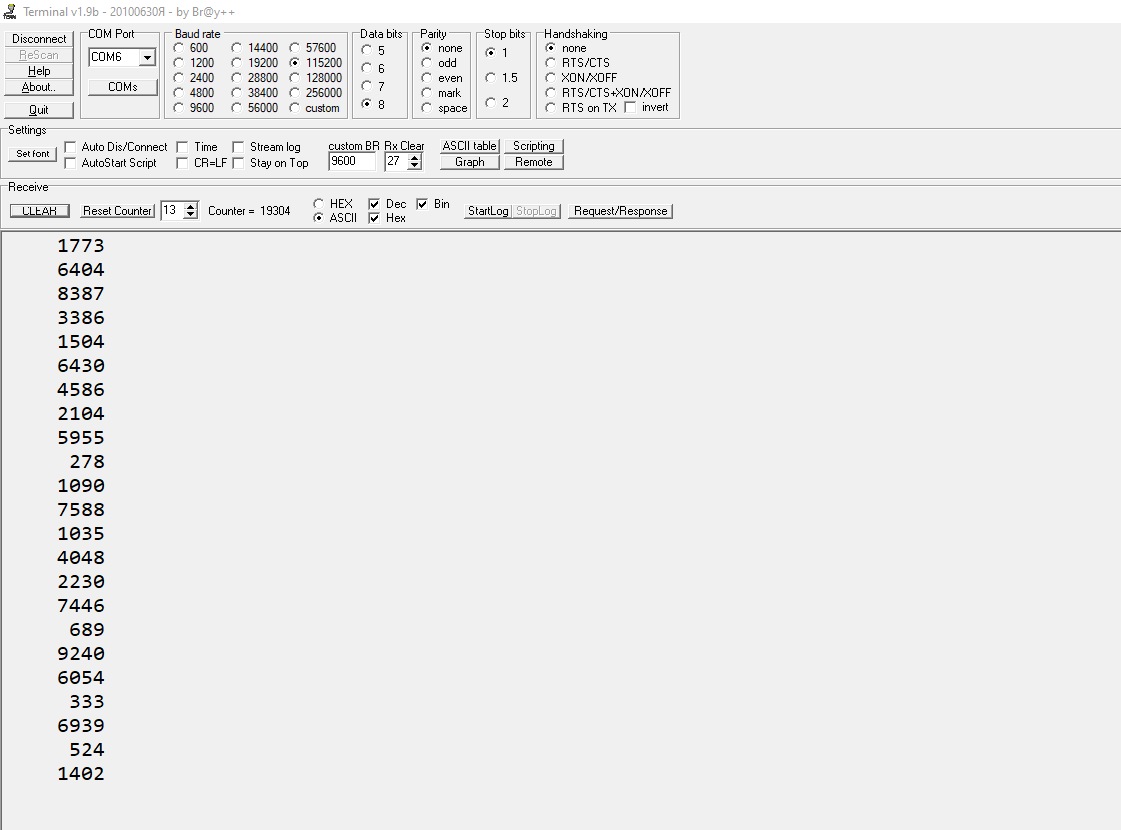 Terminal v1.9b - 20100630Я - by Br@y++
Disconnect
ReScan
Help
About..
Quit
COM Port
COM6
COMs
Baud rate
600 14400 57600
1200 19200 115200
2400 28800 128000
4800 38400 256000
9600 56000 custom
Data bits
5
6
7
8
Parity
none
odd
even
mark
space
Stop bits
1
1.5
2
Handshaking
none
RTS/CTS
XON/XOFF
RTS/CTS+XON/XOFF
RTS on TX invert
Settings
Set font
Auto Dis/Connect Time Stream log
AutoStart Script CR=LF Stay on Top
custom BR Rx Clear
9600 27
ASCII table Scripting
Graph Remote
Receive
CLEAR Reset Counter 13 Counter = 19304
HEX Dec Bin
ASCII Hex
StartLog StopLog Request/Response
1773
6404
8387
3386
1504
6430
4586
2104
5955
278
1090
7588
1035
4048
2230
7446
689
9240
6054
333
6939
524
1402